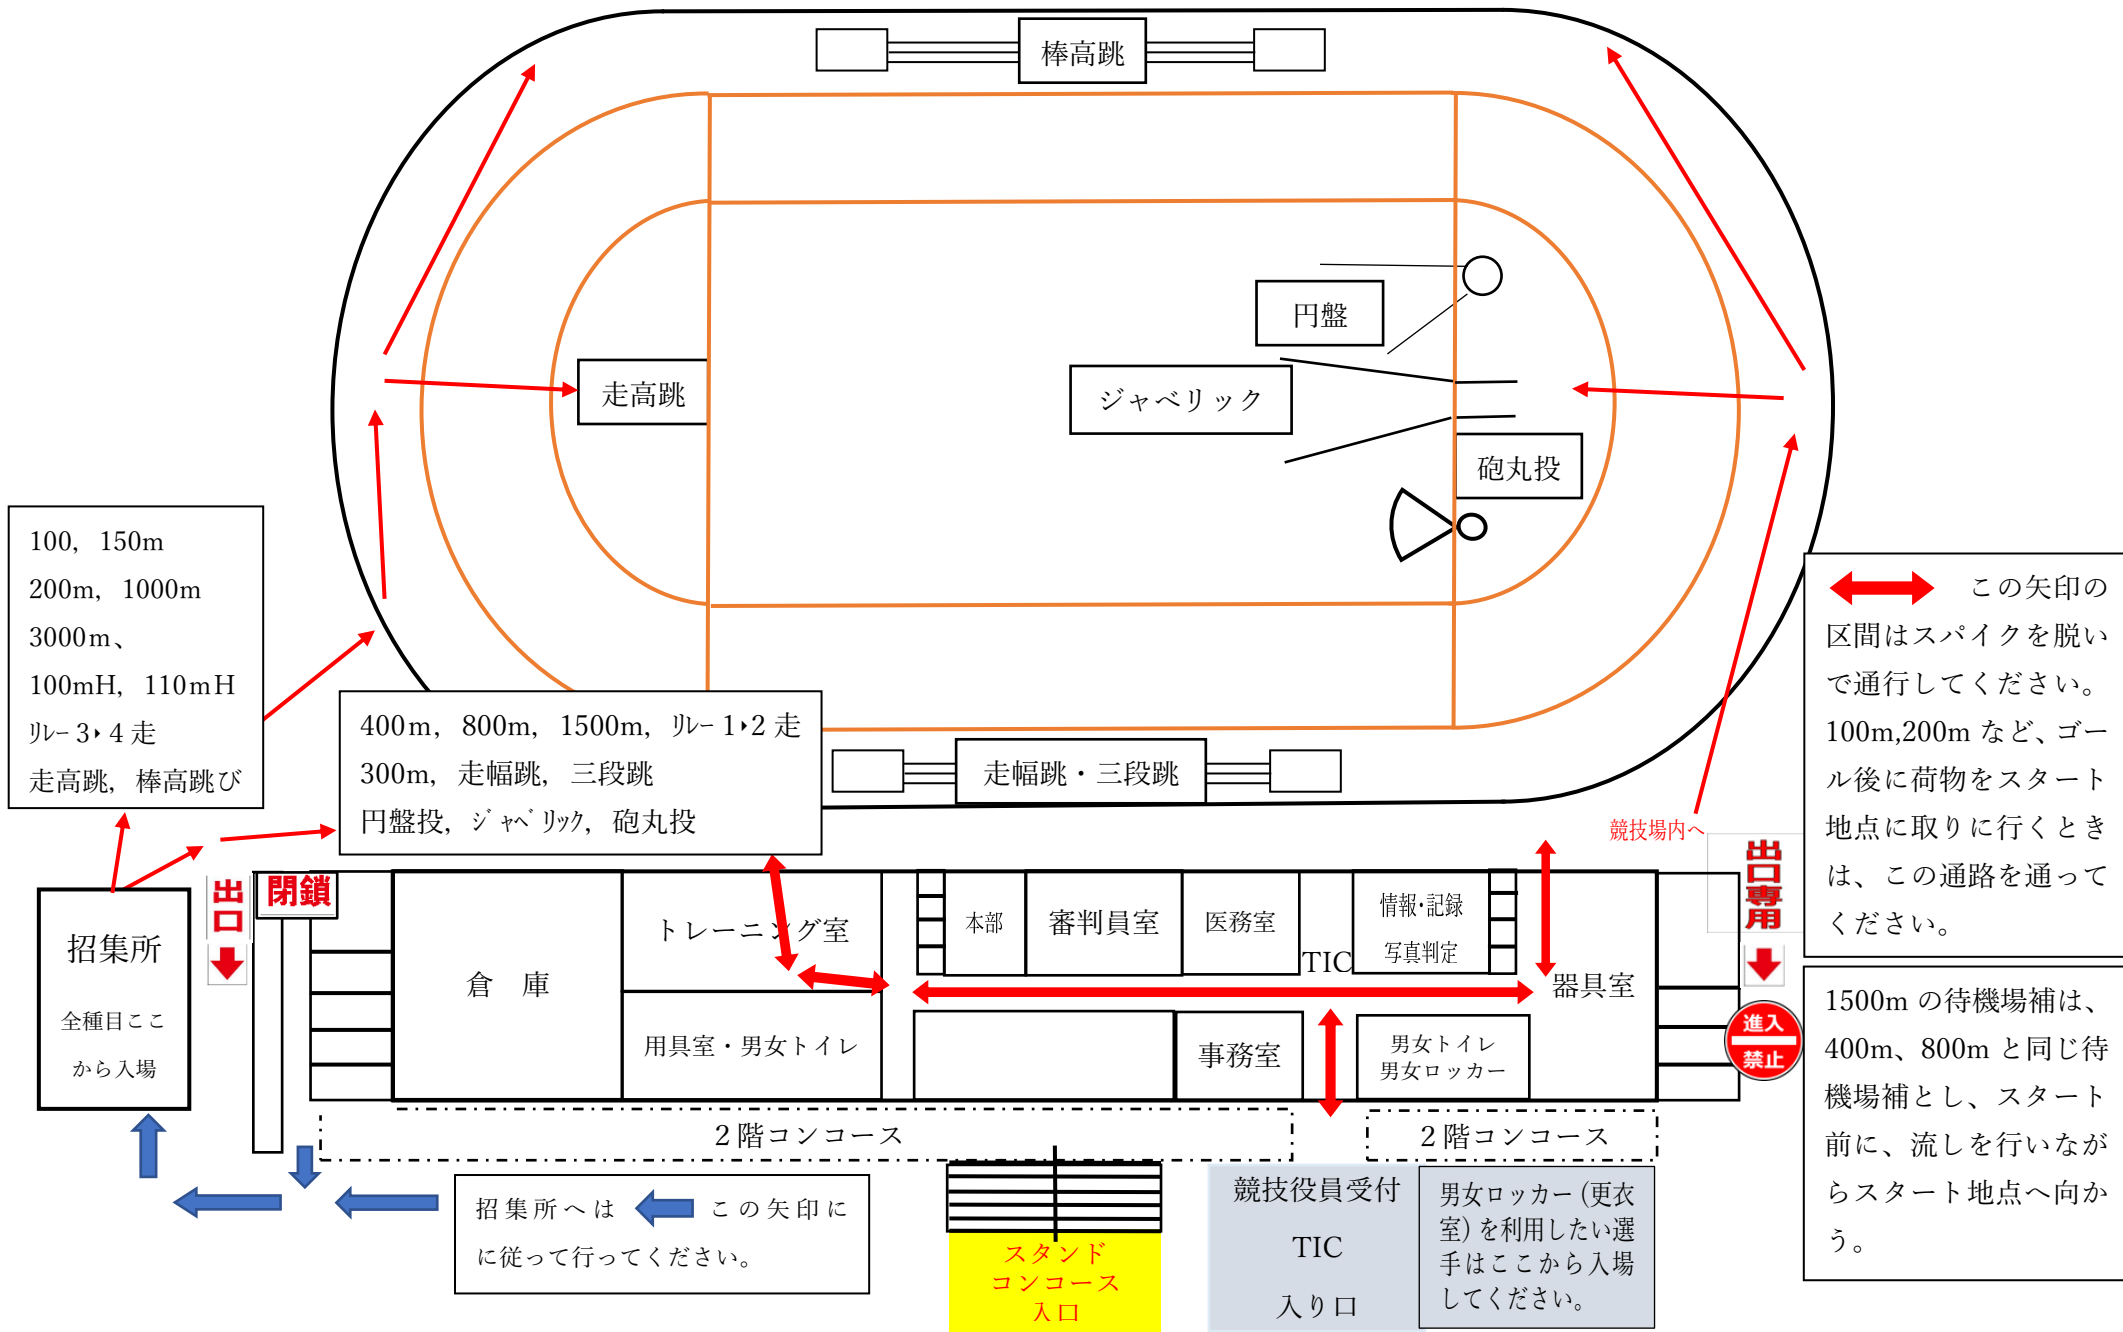 棒高跳
円盤
走高跳
ジャベリック
砲丸投
100, 150m
200m, 1000m
3000m、
100mH, 110mH
リレー3・4走
走高跳, 棒高跳び
400m, 800m, 1500m, リレー1・2走
300m, 走幅跳, 三段跳
円盤投, ジャベリック, 砲丸投
走幅跳・三段跳
この矢印の
区間はスパイクを脱い
で通行してください。
100m,200m など、ゴー
ル後に荷物をスタート
地点に取りに行くとき
は、この通路を通って
ください。
競技場内へ
出口専用
進入
禁止
1500m の待機場補は、
400m、800m と同じ待
機場補とし、スタート
前に、流しを行いなが
らスタート地点へ向か
う。
招集所
全種目ここ
から入場
出口
閉鎖
倉 庫
トレーニング室
用具室・男女トイレ
本部
審判員室
医務室
TIC
情報・記録
写真判定
器具室
事務室
男女トイレ
男女ロッカー
2階コンコース
2階コンコース
招集所へは この矢印に
に従って行ってください。
スタンド
コンコース
入口
競技役員受付
TIC
入り口
男女ロッカー(更衣
室)を利用したい選
手はここから入場
してください。